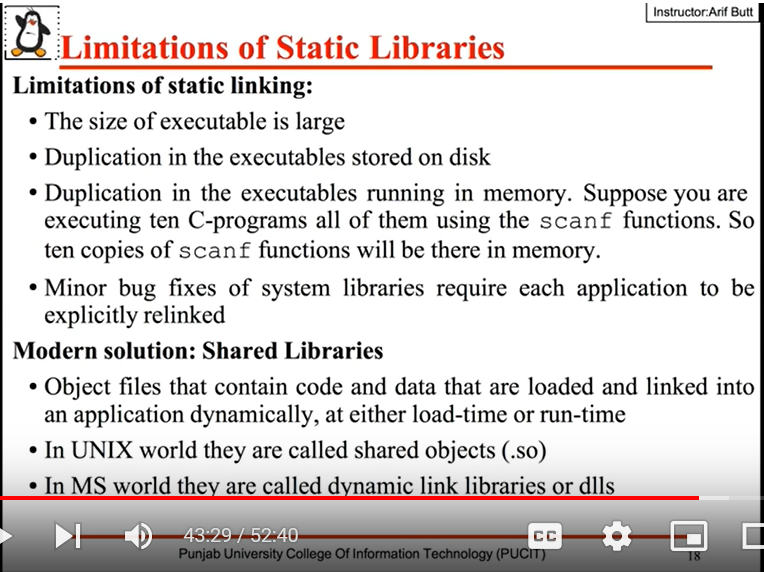 Instructor:Arif Butt
Limitations of Static Libraries
Limitations of static linking:
• The size of executable is large
• Duplication in the executables stored on disk
• Duplication in the executables running in memory. Suppose you are
executing ten C-programs all of them using the scanf functions. So
ten copies of scanf functions will be there in memory.
• Minor bug fixes of system libraries require each application to be
explicitly relinked
Modern solution: Shared Libraries
• Object files that contain code and data that are loaded and linked into
an application dynamically, at either load-time or run-time
• In UNIX world they are called shared objects (.so)
• In MS world they are called dynamic link libraries or dlls
43:29 / 52:40
CC
Punjab University College Of Information Technology (PUCIT)
18